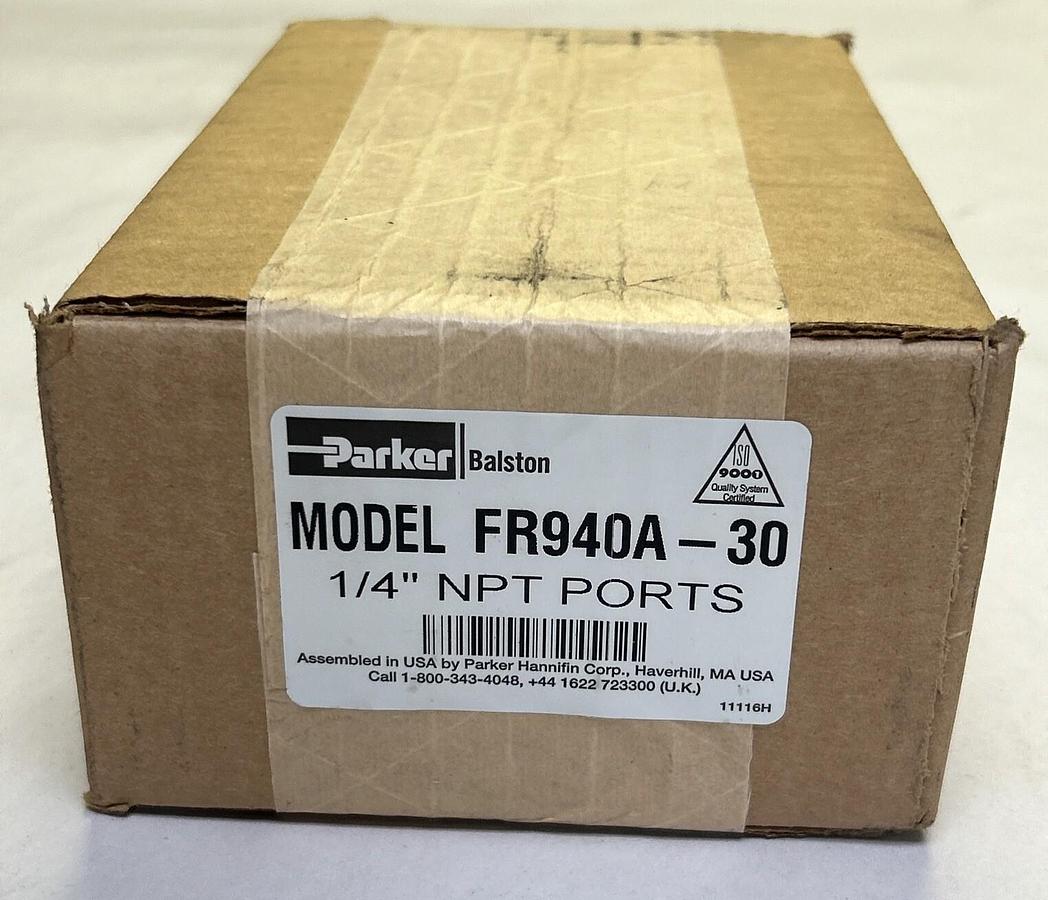 Parker Balston
ISO
9001
Quality System
Certified
MODEL FR940A – 30
1/4" NPT PORTS
Assembled in USA by Parker Hannifin Corp., Haverhill, MA USA
Call 1-800-343-4048, +44 1622 723300 (U.K.)
11116H